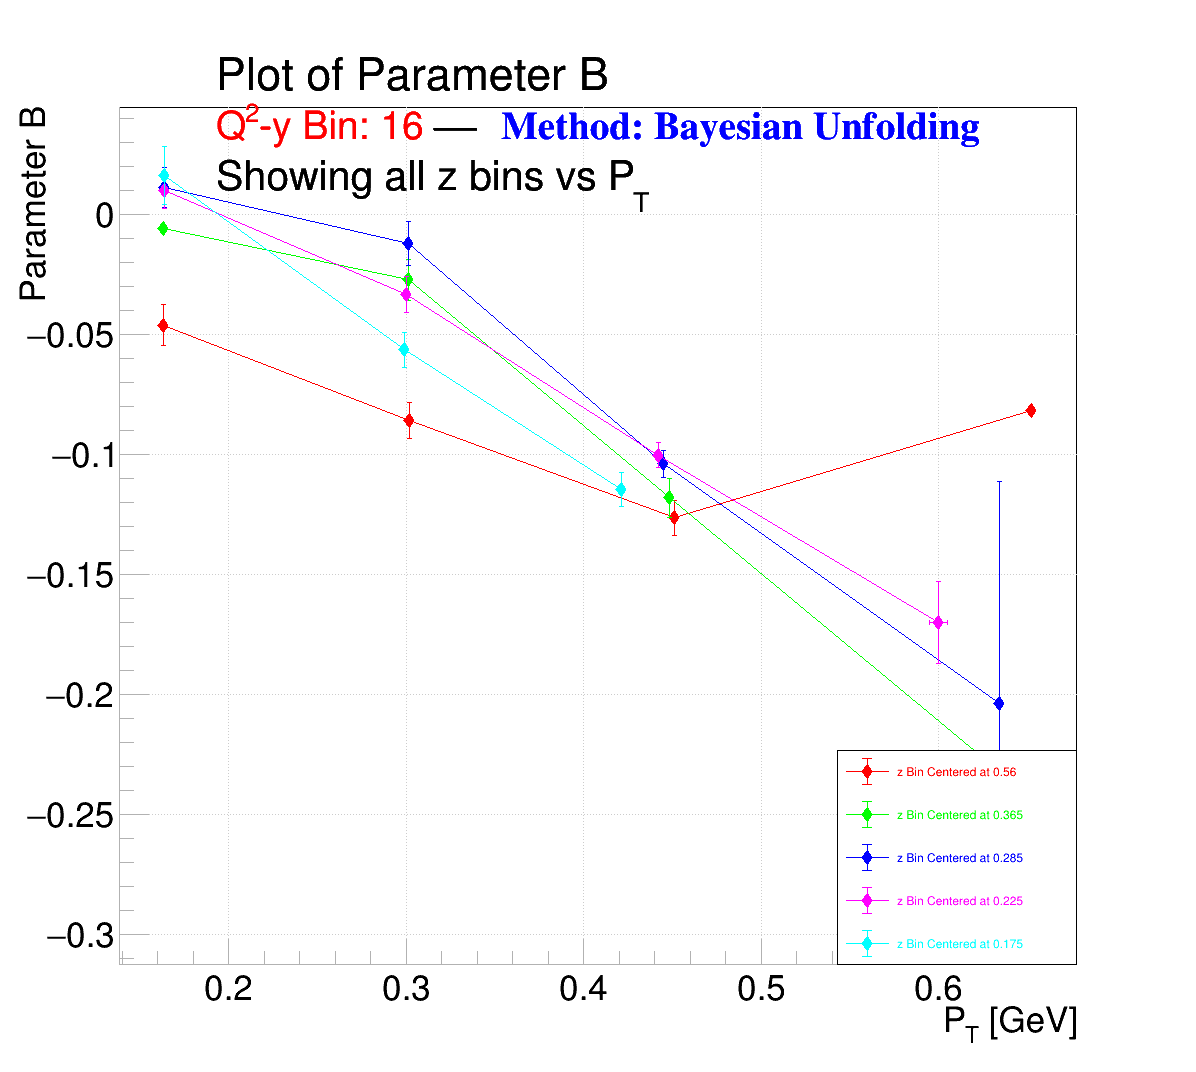 Plot of Parameter B
Q²-y Bin: 16 — Method: Bayesian Unfolding
Showing all z bins vs P_T
Parameter B
0
−0.05
−0.1
−0.15
−0.2
−0.25
−0.3
z Bin Centered at 0.56
z Bin Centered at 0.365
z Bin Centered at 0.285
z Bin Centered at 0.225
z Bin Centered at 0.175
0.2 0.3 0.4 0.5 0.6
P_T [GeV]